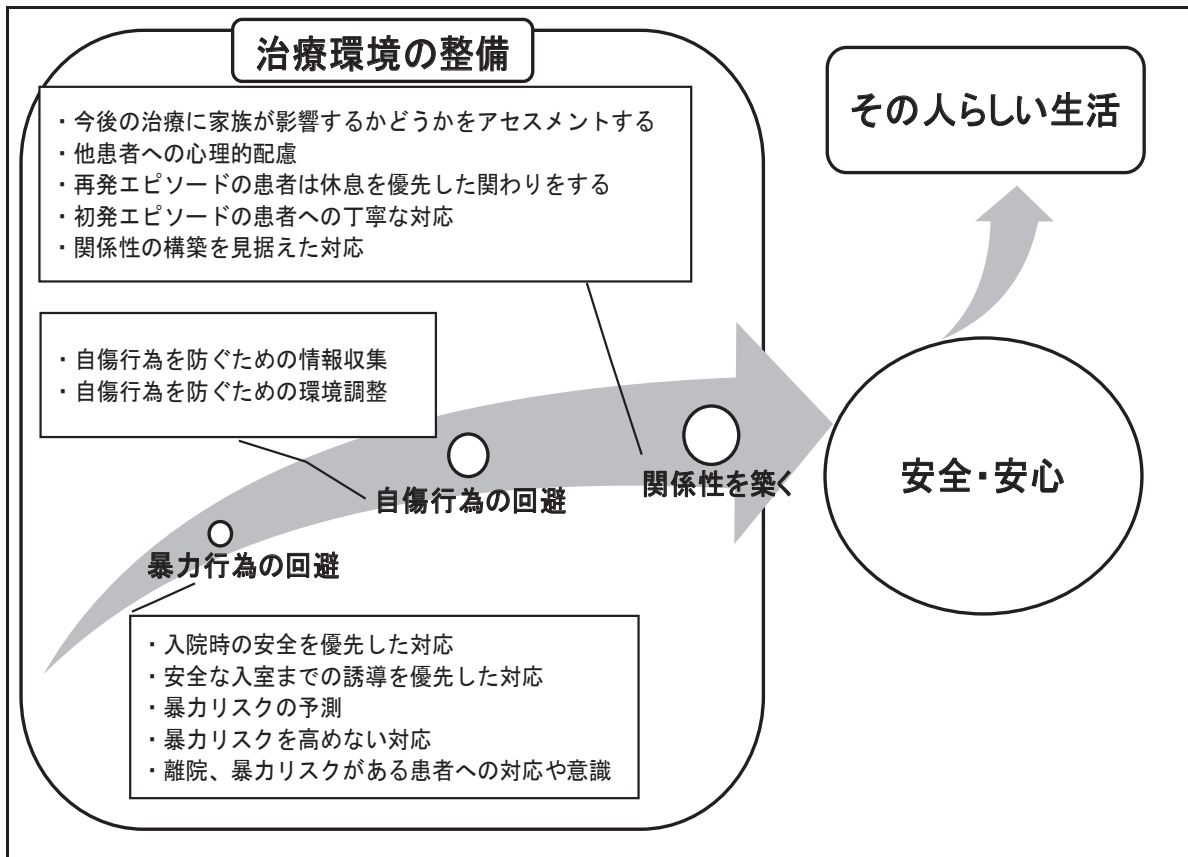 治療環境の整備
・今後の治療に家族が影響するかどうかをアセスメントする
・他患者への心理的配慮
・再発エピソードの患者は休息を優先した関わりをする
・初発エピソードの患者への丁寧な対応
・関係性の構築を見据えた対応
・自傷行為を防ぐための情報収集
・自傷行為を防ぐための環境調整
関係性を築く
自傷行為の回避
暴力行為の回避
・入院時の安全を優先した対応
・安全な入室までの誘導を優先した対応
・暴力リスクの予測
・暴力リスクを高めない対応
・離院、暴力リスクがある患者への対応や意識
その人らしい生活
安全・安心